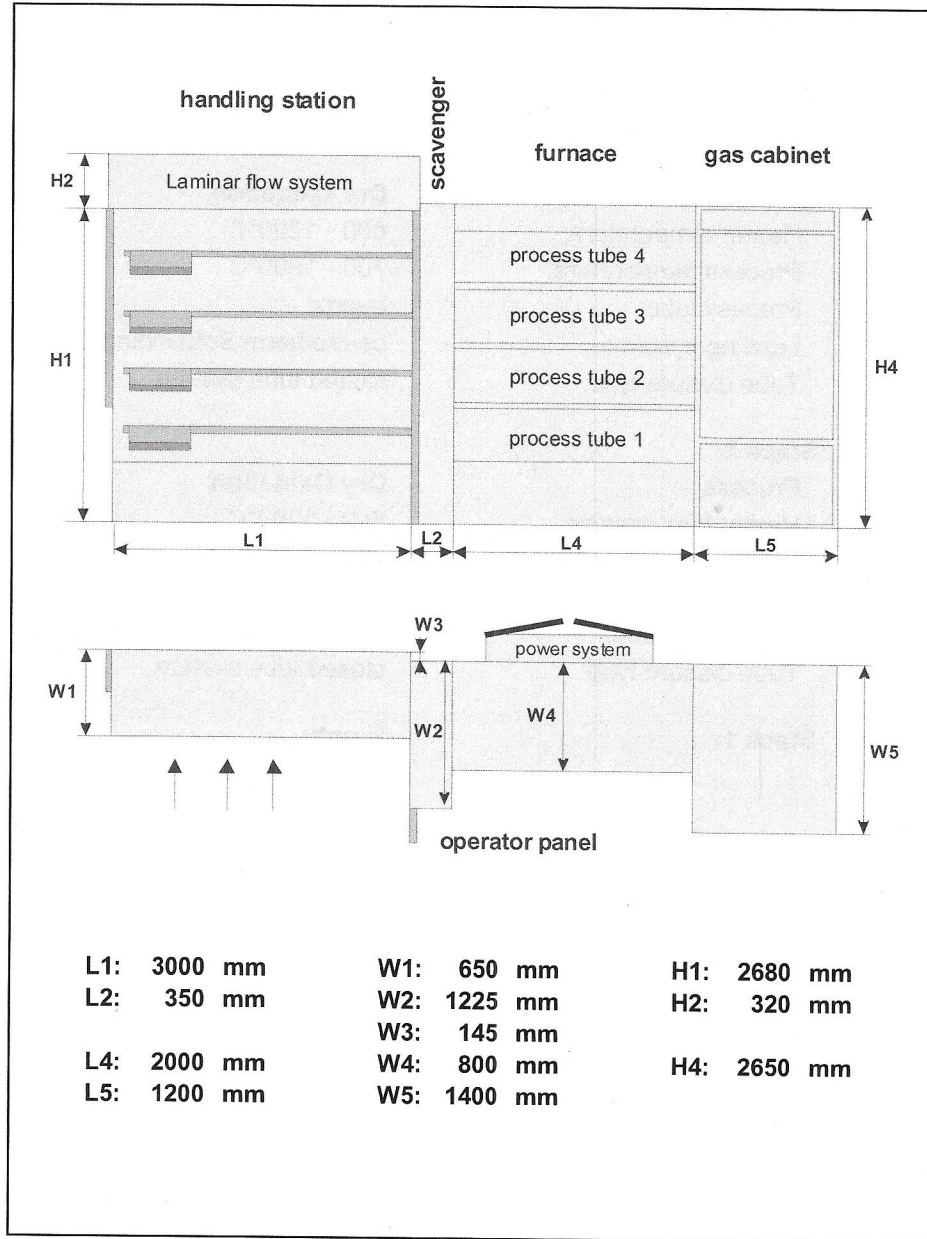 handling station
scavenger
furnace
gas cabinet
H2
Laminar flow system
H1
process tube 4
process tube 3
process tube 2
process tube 1
H4
L1
L2
L4
L5
W3
power system
W1
W2
W4
W5
operator panel
L1: 3000 mm
W1: 650 mm
H1: 2680 mm
L2: 350 mm
W2: 1225 mm
H2: 320 mm
W3: 145 mm
L4: 2000 mm
W4: 800 mm
H4: 2650 mm
L5: 1200 mm
W5: 1400 mm